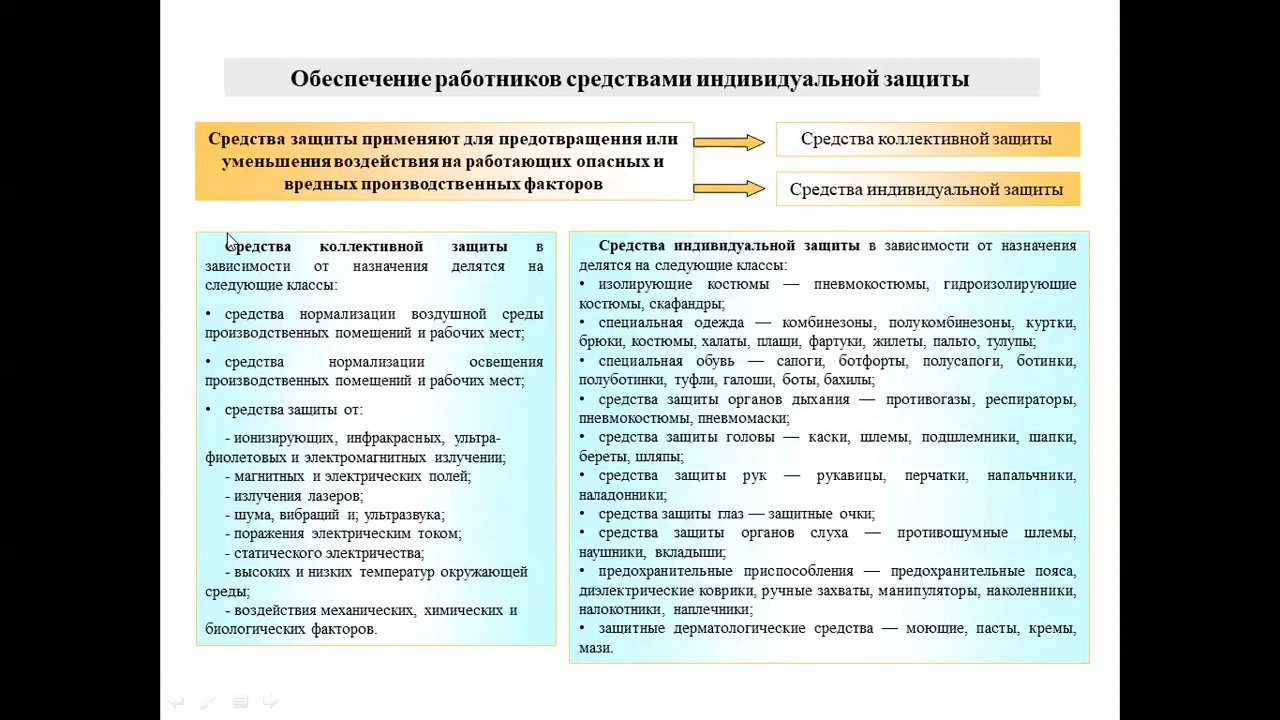 Обеспечение работников средствами индивидуальной защиты
Средства защиты применяют для предотвращения или
уменьшения воздействия на работающих опасных и
вредных производственных факторов
Средства коллективной защиты
Средства индивидуальной защиты
Средства коллективной защиты в
зависимости от назначения делятся на
следующие классы:
• средства нормализации воздушной среды
производственных помещений и рабочих мест;
• средства нормализации освещения
производственных помещений и рабочих мест;
• средства защиты от:
- ионизирующих, инфракрасных, ультра-
фиолетовых и электромагнитных излучении;
- магнитных и электрических полей;
- излучения лазеров;
- шума, вибраций и; ультразвука;
- поражения электрическим током;
- статического электричества;
- высоких и низких температур окружающей
среды;
- воздействия механических, химических и
биологических факторов.
Средства индивидуальной защиты в зависимости от назначения
делятся на следующие классы:
• изолирующие костюмы — пневмокостюмы, гидроизолирующие
костюмы, скафандры;
• специальная одежда — комбинезоны, полукомбинезоны, куртки,
брюки, костюмы, халаты, плащи, фартуки, жилеты, пальто, тулупы;
• специальная обувь — сапоги, ботфорты, полусапоги, ботинки,
полуботинки, туфли, галоши, боты, бахилы;
• средства защиты органов дыхания — противогазы, респираторы,
пневмокостюмы, пневмомаски;
• средства защиты головы — каски, шлемы, подшлемники, шапки,
береты, шляпы;
• средства защиты рук — рукавицы, перчатки, напальчники,
наладонники;
• средства защиты глаз — защитные очки;
• средства защиты органов слуха — противошумные шлемы,
наушники, вкладыши;
• предохранительные приспособления — предохранительные пояса,
диэлектрические коврики, ручные захваты, манипуляторы, наколенники,
налокотники, наплечники;
• защитные дерматологические средства — моющие, пасты, кремы,
мази.